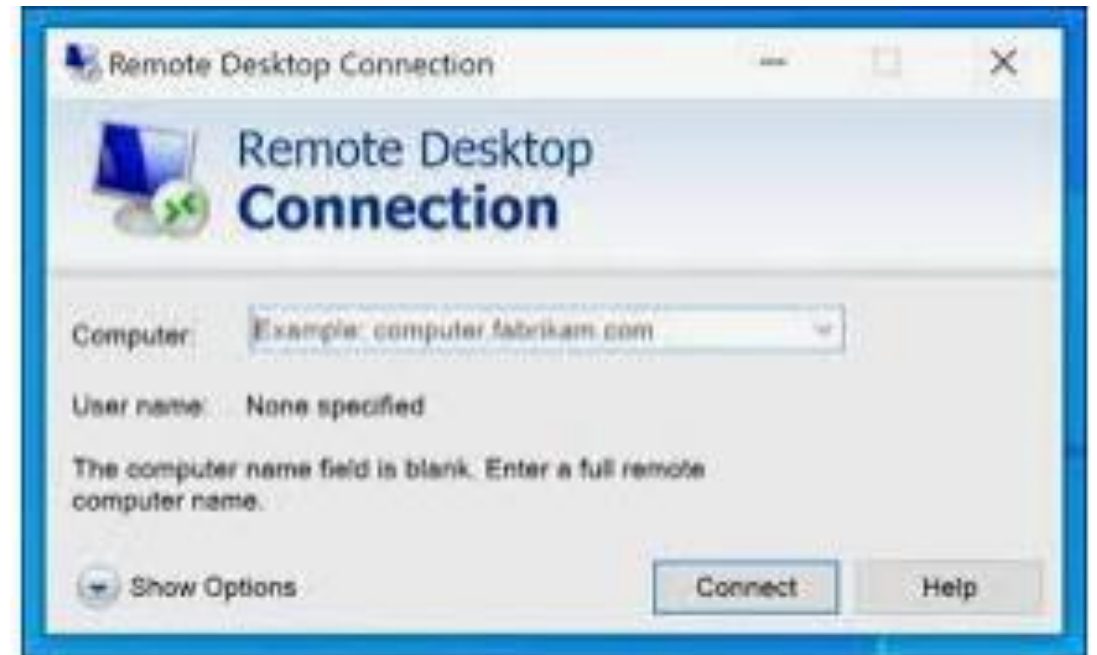 Remote Desktop Connection
Remote Desktop
Connection
Computer: Example: computer.fabrikam.com
User name: None specified
The computer name field is blank. Enter a full remote
computer name.
Show Options
Connect Help